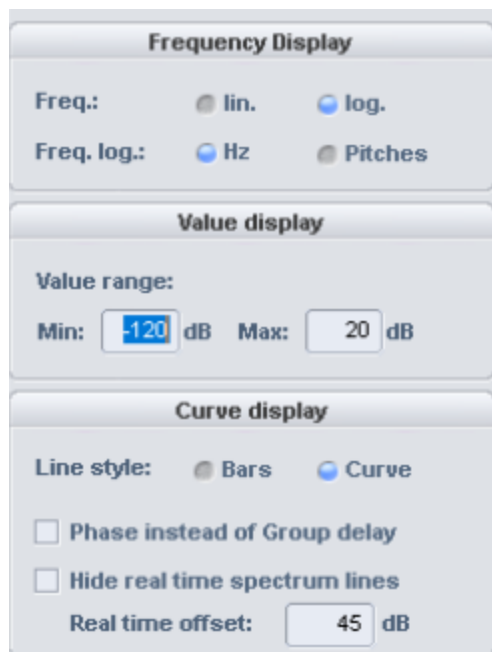 Frequency Display
Freq.: lin. log.
Freq. log.: Hz Pitches
Value display
Value range:
Min: -120 dB Max: 20 dB
Curve display
Line style: Bars Curve
Phase instead of Group delay
Hide real time spectrum lines
Real time offset: 45 dB